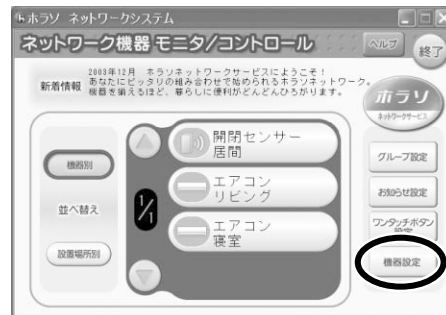 ホラソ ネットワークシステム
ネットワーク機器 モニタ/コントロール
ヘルプ
終了
新着情報
2003年12月 ホラソネットワークサービスにようこそ!
あなたにピッタリの組み合わせで始められるホラソネットワーク。
機器を揃えるほど、暮らしに便利がどんどんひろがります。
ホラソ
ネットワークサービス
機器別
並べ替え
設置場所別
1/1
開閉センサー
居間
エアコン
リビング
エアコン
寝室
グループ設定
お知らせ設定
ワンタッチボタン
設定
機器設定